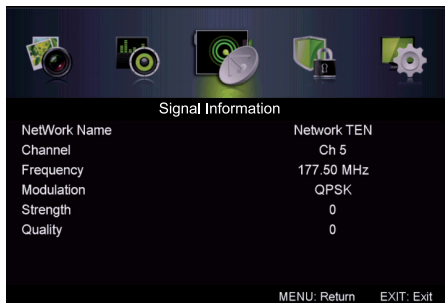 Signal Information
NetWork Name Network TEN
Channel Ch 5
Frequency 177.50 MHz
Modulation QPSK
Strength 0
Quality 0
MENU: Return EXIT: Exit